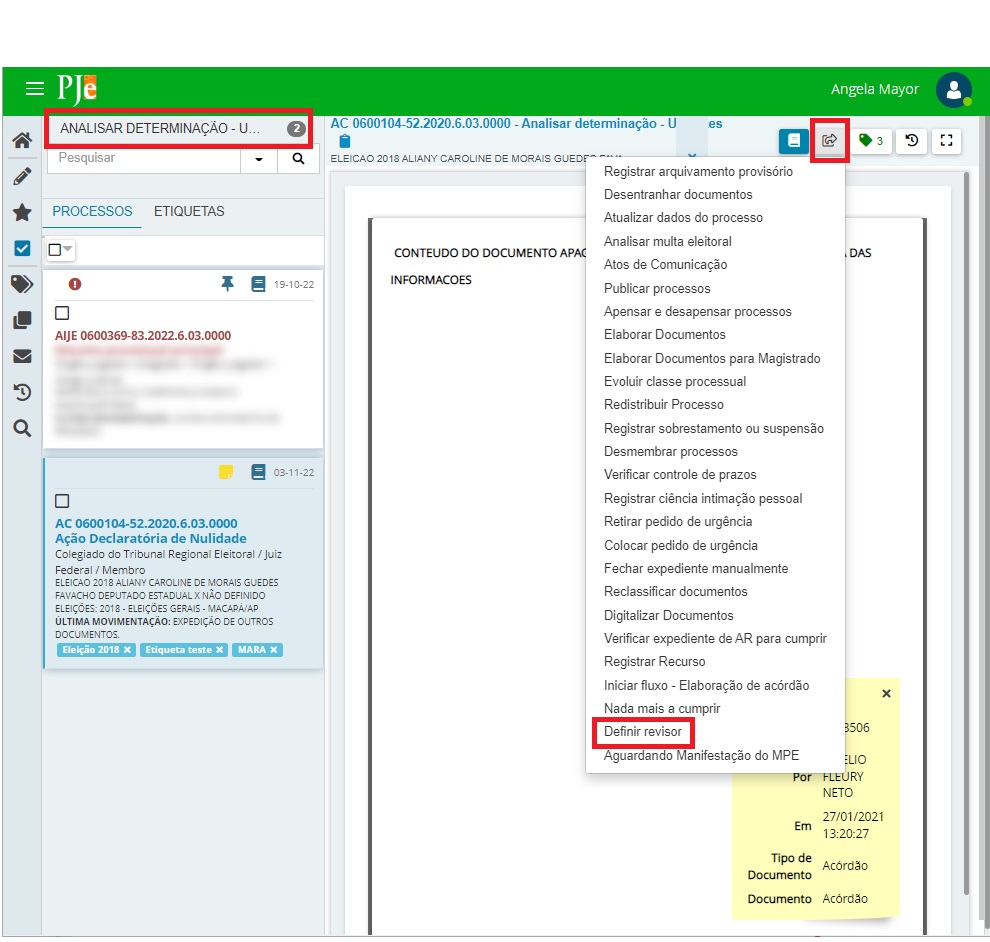 PJe
Angela Mayor
ANALISAR DETERMINAÇÃO - U... 2
Pesquisar
PROCESSOS ETIQUETAS
19-10-22
AIJE 0600369-83.2022.6.03.0000
03-11-22
AC 0600104-52.2020.6.03.0000
Ação Declaratória de Nulidade
Colegiado do Tribunal Regional Eleitoral / Juiz
Federal / Membro
ELEICAO 2018 ALIANY CAROLINE DE MORAIS GUEDES
FAVACHO DEPUTADO ESTADUAL X NÃO DEFINIDO
ELEIÇÕES: 2018 - ELEIÇÕES GERAIS - MACAPÁ/AP
ÚLTIMA MOVIMENTAÇÃO: EXPEDIÇÃO DE OUTROS
DOCUMENTOS.
Eleição 2018 × Etiqueta teste × MARA ×
AC 0600104-52.2020.6.03.0000 - Analisar determinação - U es
3
ELEICAO 2018 ALIANY CAROLINE DE MORAIS GUEDES
CONTEUDO DO DOCUMENTO APAG A DAS
INFORMACOES
Registrar arquivamento provisório
Desentranhar documentos
Atualizar dados do processo
Analisar multa eleitoral
Atos de Comunicação
Publicar processos
Apensar e desapensar processos
Elaborar Documentos
Elaborar Documentos para Magistrado
Evoluir classe processual
Redistribuir Processo
Registrar sobrestamento ou suspensão
Desmembrar processos
Verificar controle de prazos
Registrar ciência intimação pessoal
Retirar pedido de urgência
Colocar pedido de urgência
Fechar expediente manualmente
Reclassificar documentos
Digitalizar Documentos
Verificar expediente de AR para cumprir
Registrar Recurso
Iniciar fluxo - Elaboração de acórdão
Nada mais a cumprir
Definir revisor
Aguardando Manifestação do MPE
×
3506
ELIO
Por FLEURY
NETO
Em 27/01/2021
13:20:27
Tipo de
Documento Acórdão
Documento Acórdão